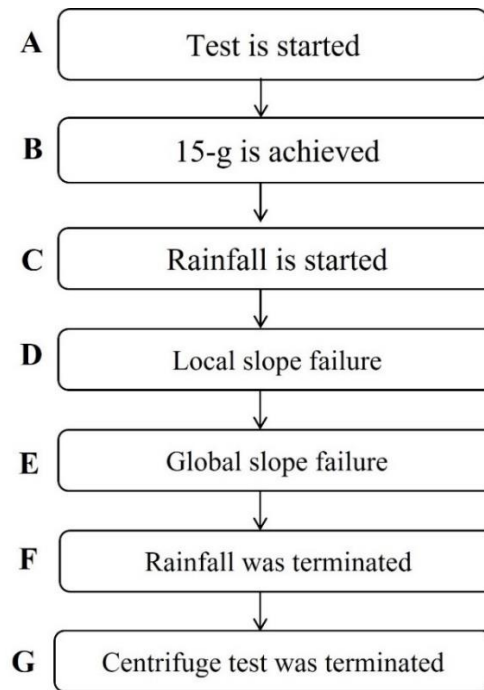 A Test is started
B 15-g is achieved
C Rainfall is started
D Local slope failure
E Global slope failure
F Rainfall was terminated
G Centrifuge test was terminated